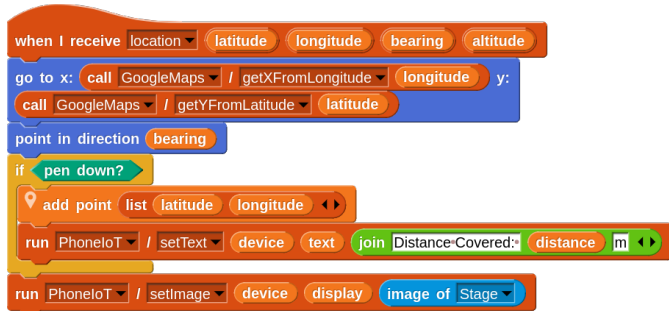 when I receive location latitude longitude bearing altitude
go to x: call GoogleMaps / getXFromLongitude longitude y:
call GoogleMaps / getYFromLatitude latitude
point in direction bearing
if pen down?
add point list latitude longitude
run PhoneIoT / setText device text join Distance Covered: distance m
run PhoneIoT / setImage device display image of Stage